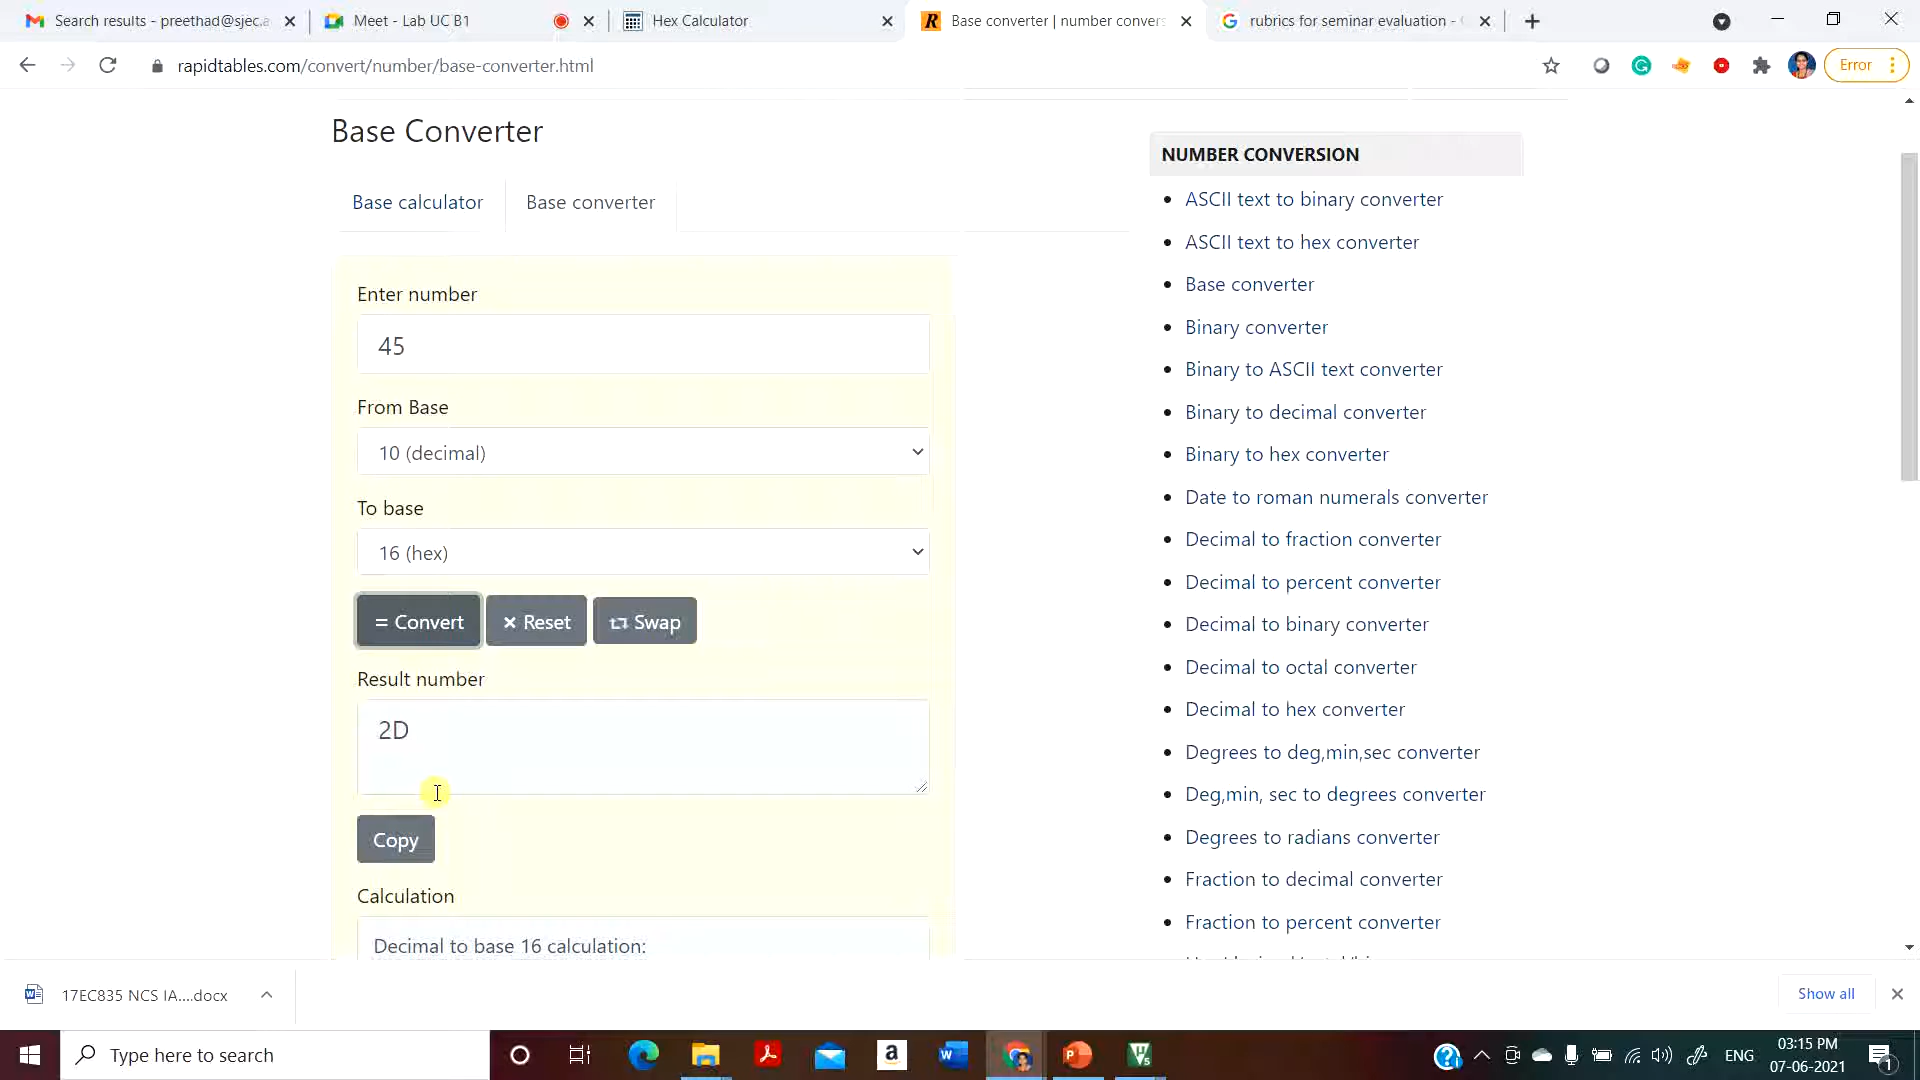 Search results - preethad@sjec.a
Meet - Lab UC B1
Hex Calculator
Base converter | number convers
rubrics for seminar evaluation -
rapidtables.com/convert/number/base-converter.html
Error
Base Converter
Base calculator
Base converter
Enter number
45
From Base
10 (decimal)
To base
16 (hex)
= Convert
× Reset
Swap
Result number
2D
Copy
Calculation
Decimal to base 16 calculation:
NUMBER CONVERSION
ASCII text to binary converter
ASCII text to hex converter
Base converter
Binary converter
Binary to ASCII text converter
Binary to decimal converter
Binary to hex converter
Date to roman numerals converter
Decimal to fraction converter
Decimal to percent converter
Decimal to binary converter
Decimal to octal converter
Decimal to hex converter
Degrees to deg,min,sec converter
Deg,min, sec to degrees converter
Degrees to radians converter
Fraction to decimal converter
Fraction to percent converter
17EC835 NCS IA....docx
Show all
Type here to search
ENG
03:15 PM
07-06-2021
1